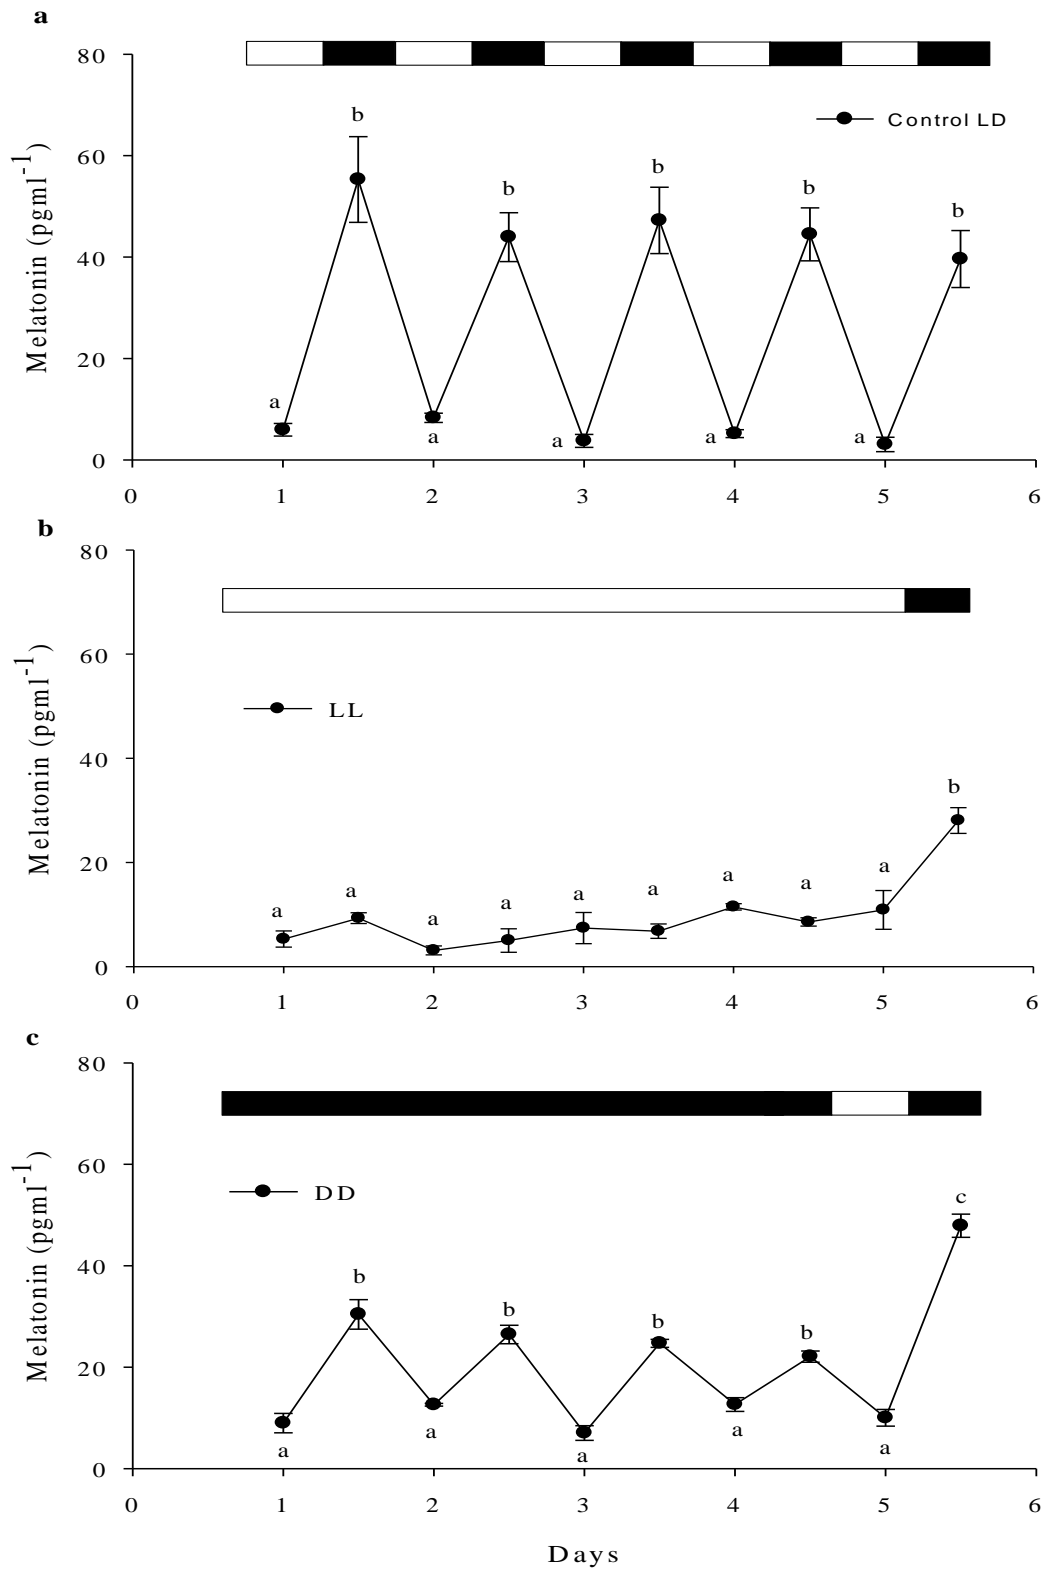 a
80
60
40
20
0
Melatonin (pgml-1)
Control LD
b
b
b
b
b
a
a
a
a
a
0 1 2 3 4 5 6
b
80
60
40
20
0
Melatonin (pgml-1)
LL
a a a a a a a a a b
0 1 2 3 4 5 6
c
80
60
40
20
0
Melatonin (pgml-1)
DD
b b b b c
a a a a a
0 1 2 3 4 5 6
Days